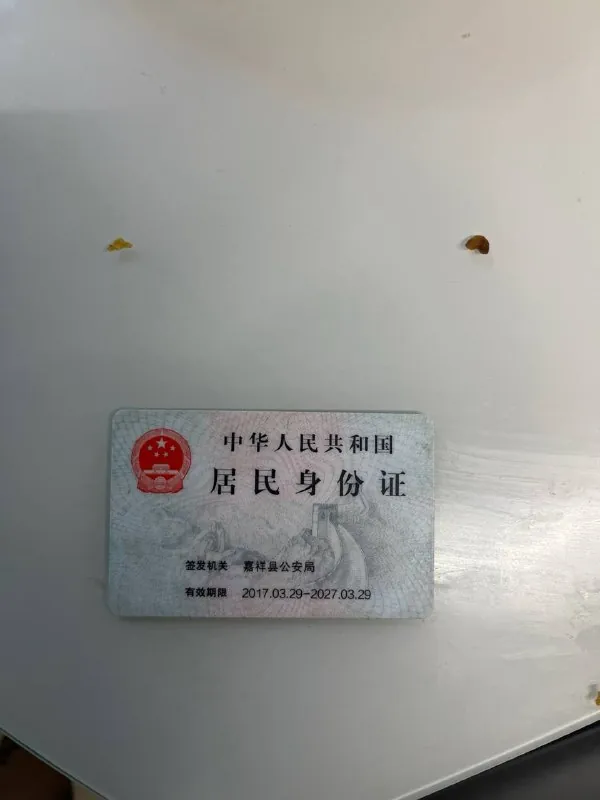 中华人民共和国
居民身份证
签发机关 嘉祥县公安局
有效期限 2017.03.29-2027.03.29